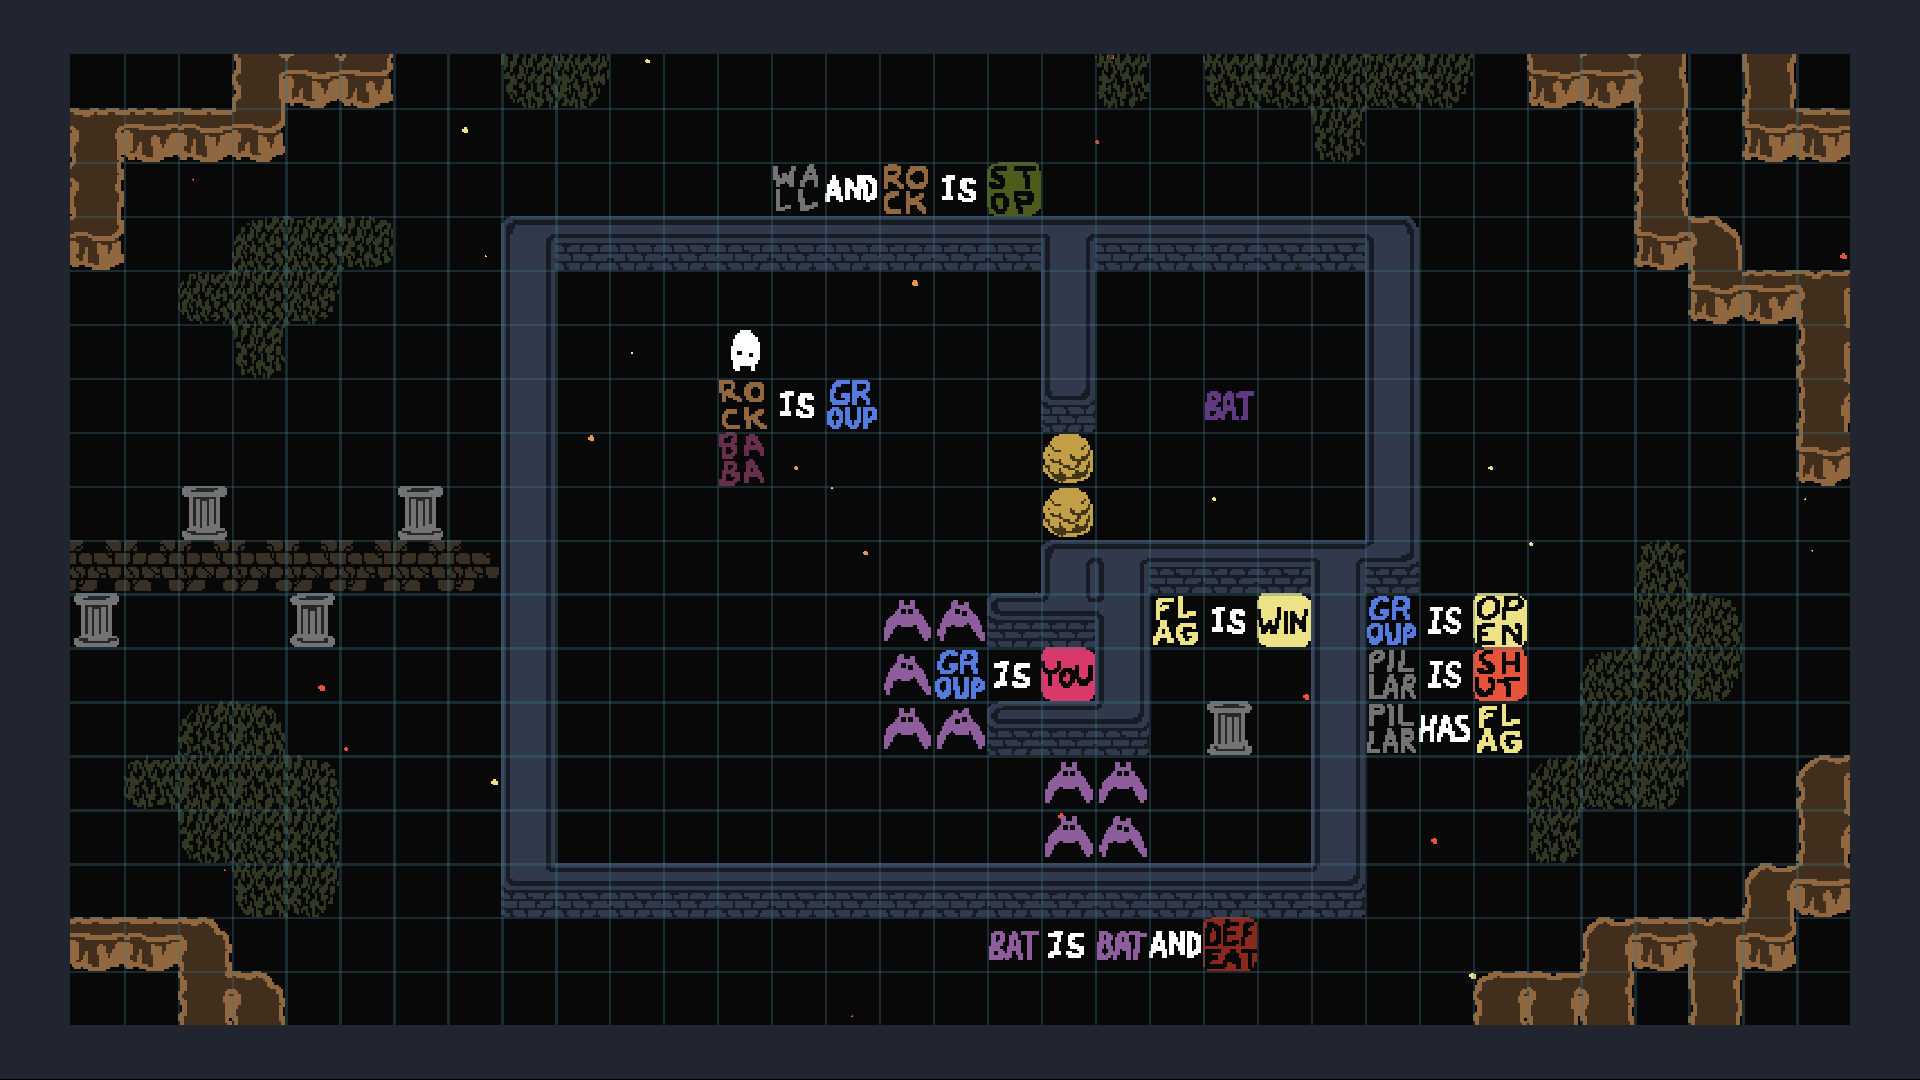 WALL AND ROCK IS STOP
ROCK IS GROUP
BAT
BABA
FLAG IS WIN
GROUP IS OPEN
GROUP IS YOU
PILLAR IS SHUT
PILLAR HAS FLAG
BAT IS BAT AND DEFEAT